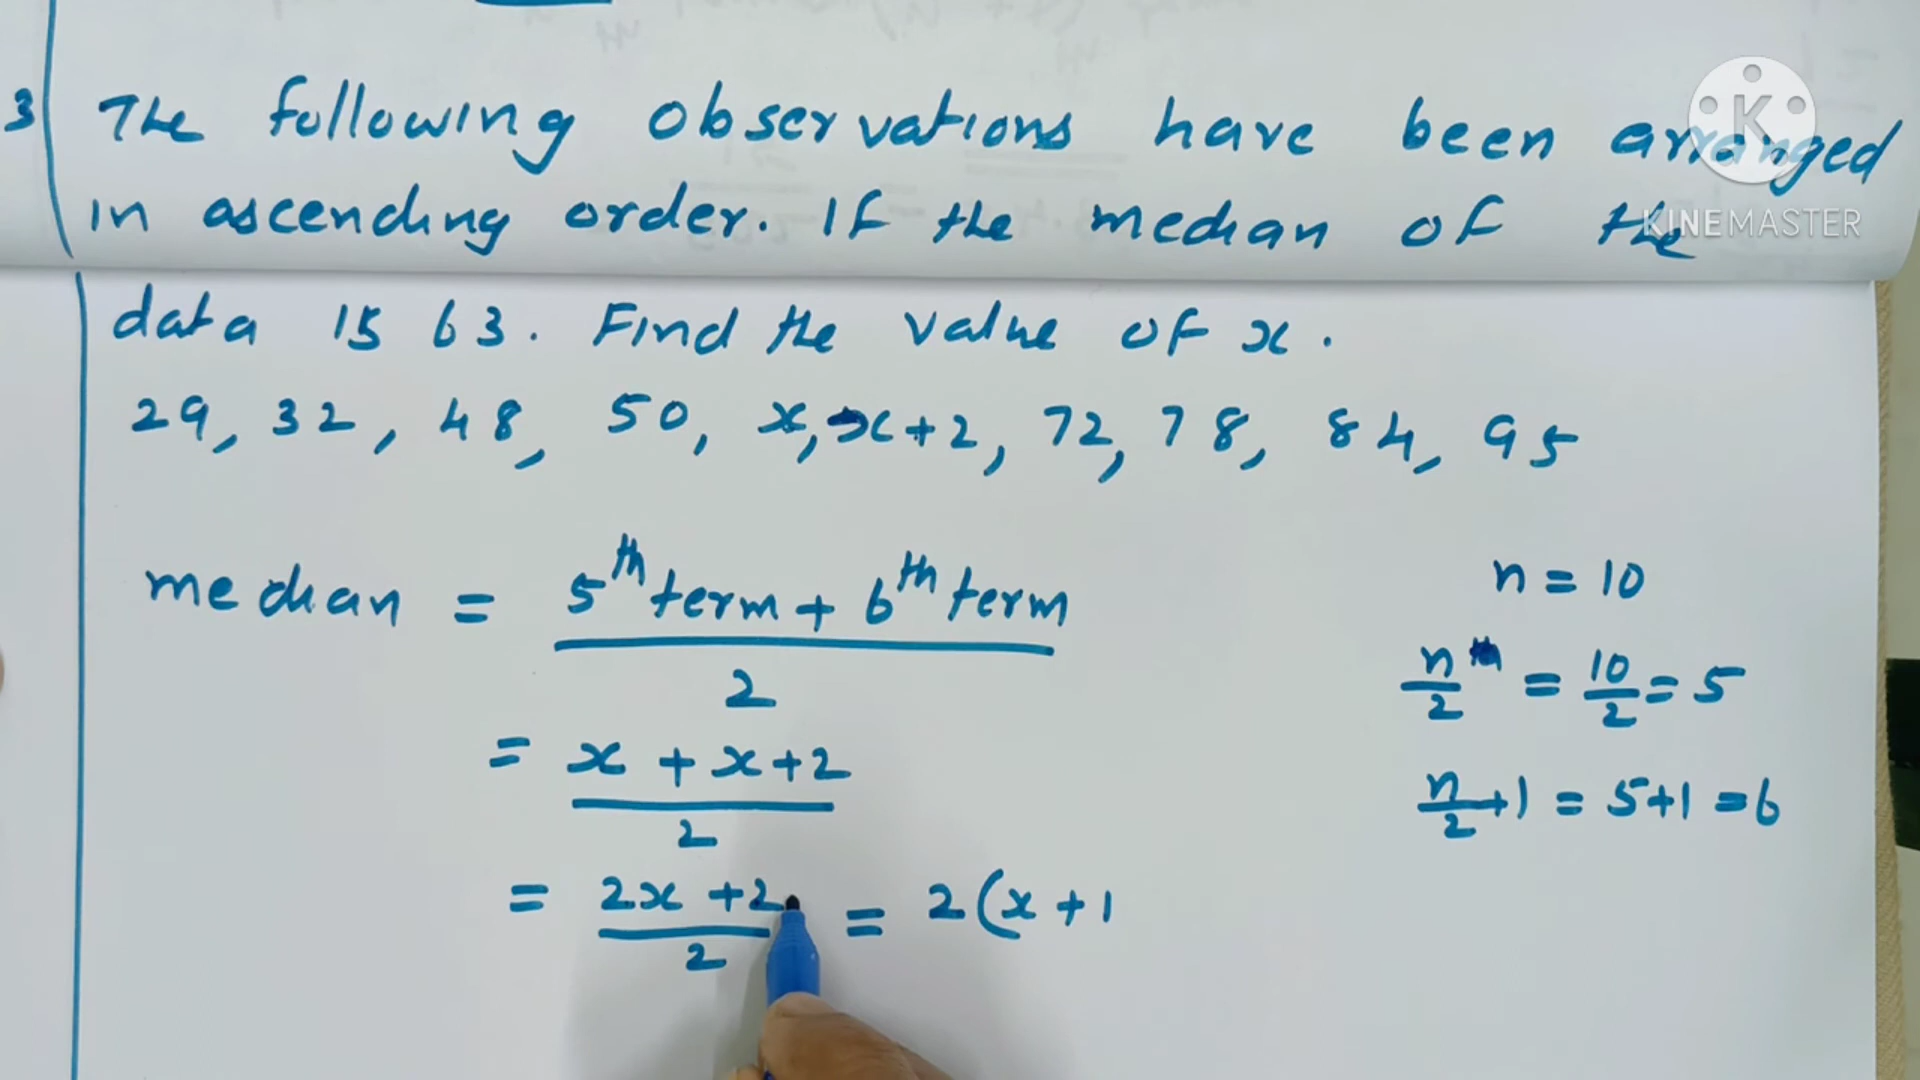 3 The following observations have been arranged
in ascending order. If the median of the
data is 63. Find the value of x.
29, 32, 48, 50, x, x+2, 72, 78, 84, 95
median = 5th term + 6th term / 2
n = 10
n/2 th = 10/2 = 5
= x + x+2 / 2
n/2 + 1 = 5+1 = 6
= 2x +2 / 2 = 2(x+1
K
KINEMASTER